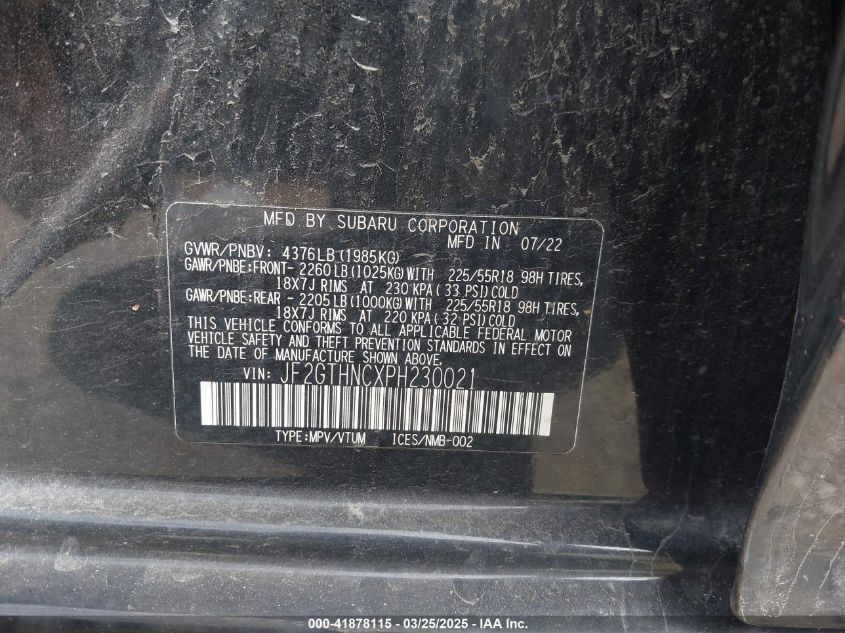 MFD. BY SUBARU CORPORATION
MFD IN 07/22
GVWR/PNBV: 4376LB (1985KG)
GAWR/PNBE:FRONT- 2260LB (1025KG) WITH 225/55R18 98H TIRES,
18X7J RIMS AT 230 KPA (33 PSI) COLD
GAWR/PNBE:REAR - 2205LB (1000KG) WITH 225/55R18 98H TIRES,
18X7J RIMS AT 220 KPA (32 PSI) COLD
THIS VEHICLE CONFORMS TO ALL APPLICABLE FEDERAL MOTOR
VEHICLE SAFETY AND THEFT PREVENTION STANDARDS IN EFFECT ON
THE DATE OF MANUFACTURE SHOWN ABOVE.
VIN: JF2GTHNCXPH230021
TYPE:MPV/VTUM ICES/NMB-002
000-41878115 - 03/25/2025 - IAA Inc.